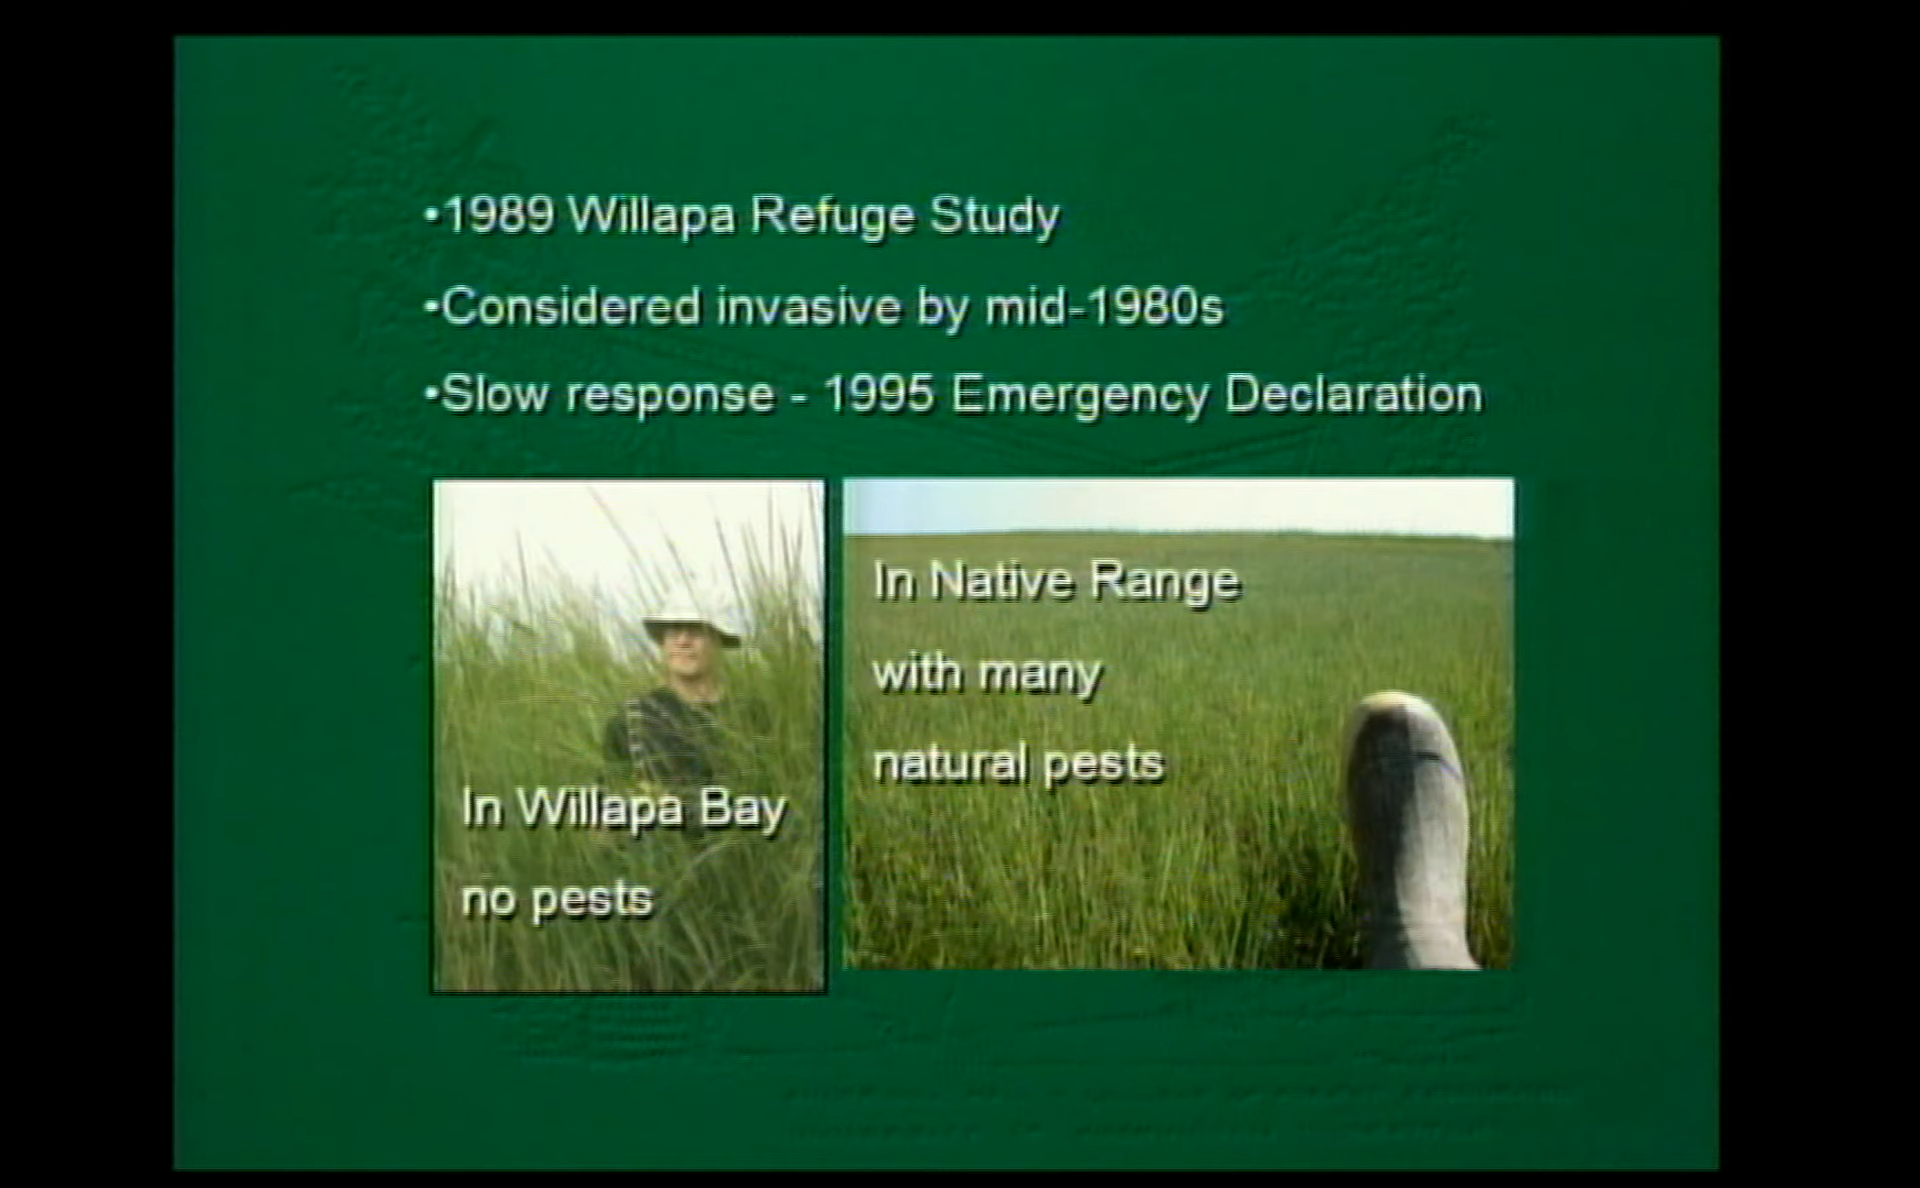 •1989 Willapa Refuge Study
•Considered invasive by mid-1980s
•Slow response - 1995 Emergency Declaration
In Willapa Bay
no pests
In Native Range
with many
natural pests